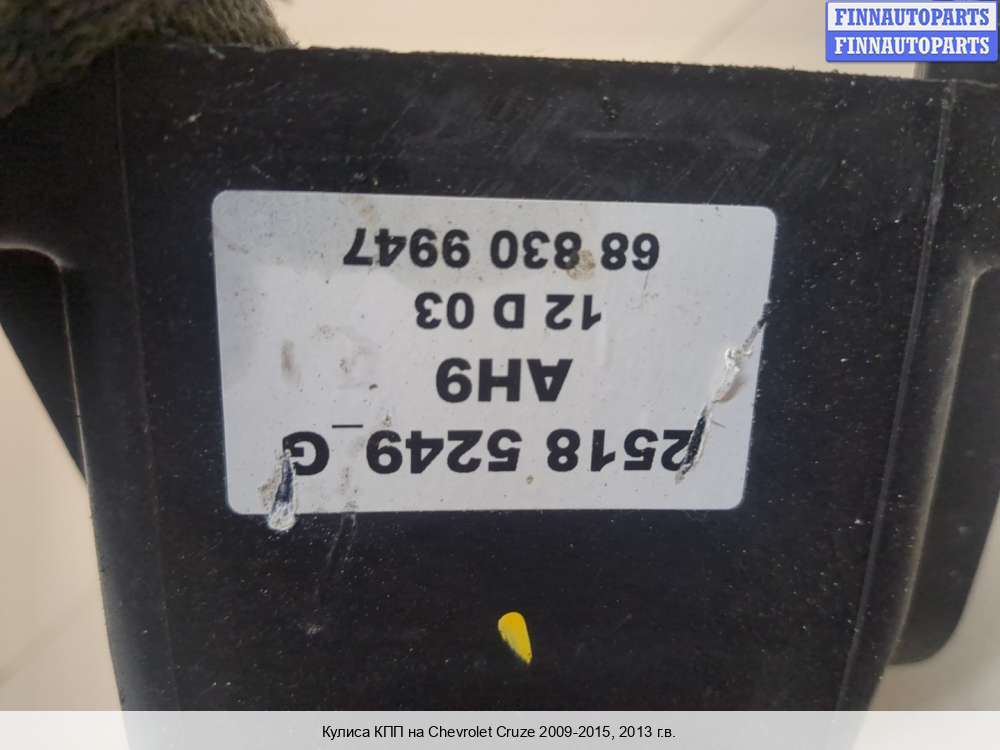 FINNAUTOPARTS
FINNAUTOPARTS
2518 5249_G
AH9
12 D 03
68 830 9947
Кулиса КПП на Chevrolet Cruze 2009-2015, 2013 г.в.